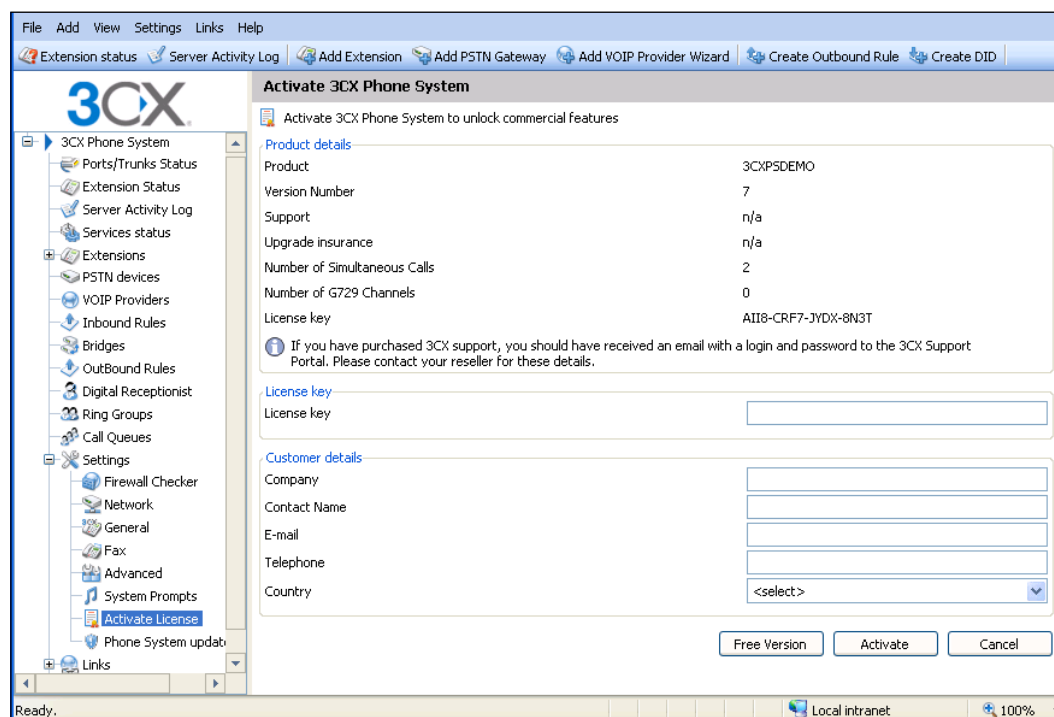 File Add View Settings Links Help
Extension status Server Activity Log Add Extension Add PSTN Gateway Add VOIP Provider Wizard Create Outbound Rule Create DID
3CX
3CX Phone System
Ports/Trunks Status
Extension Status
Server Activity Log
Services status
Extensions
PSTN devices
VOIP Providers
Inbound Rules
Bridges
OutBound Rules
Digital Receptionist
Ring Groups
Call Queues
Settings
Firewall Checker
Network
General
Fax
Advanced
System Prompts
Activate License
Phone System updat
Links
Activate 3CX Phone System
Activate 3CX Phone System to unlock commercial features
Product details
Product 3CXPSDEMO
Version Number 7
Support n/a
Upgrade insurance n/a
Number of Simultaneous Calls 2
Number of G729 Channels 0
License key AII8-CRF7-JYDX-8N3T
If you have purchased 3CX support, you should have received an email with a login and password to the 3CX Support
Portal. Please contact your reseller for these details.
License key
License key
Customer details
Company
Contact Name
E-mail
Telephone
Country <select>
Free Version Activate Cancel
Ready. Local intranet 100%